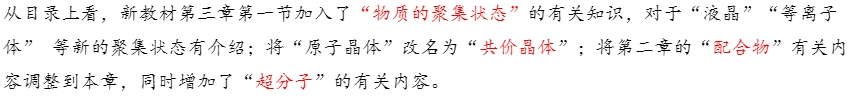 从目录上看，新教材第三章第一节加入了“物质的聚集状态”的有关知识，对于“液晶”“等离子
体” 等新的聚集状态有介绍；将“原子晶体”改名为“共价晶体”；将第二章的“配合物”有关内
容调整到本章，同时增加了“超分子”的有关内容。